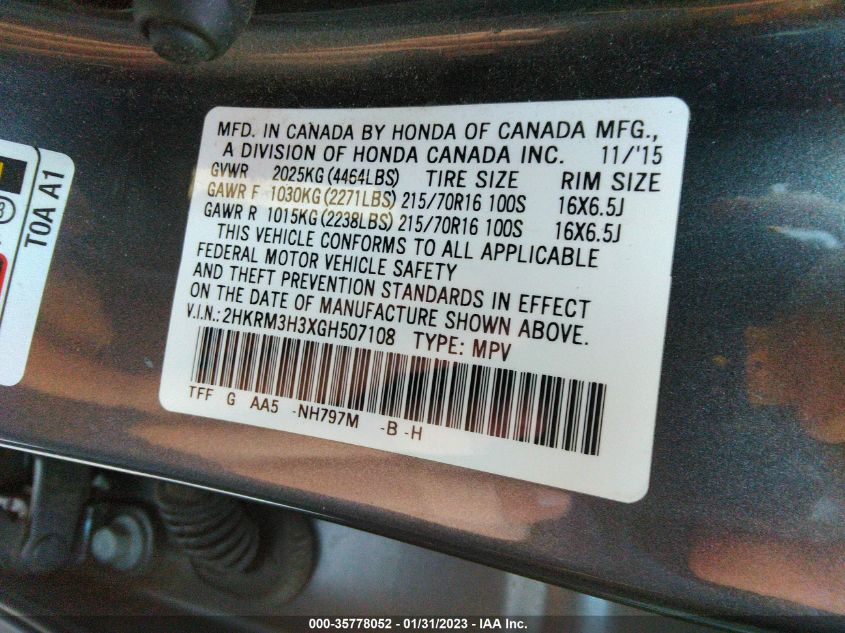 MFD. IN CANADA BY HONDA OF CANADA MFG.,
A DIVISION OF HONDA CANADA INC. 11/'15
GVWR 2025KG (4464LBS) TIRE SIZE RIM SIZE
GAWR F 1030KG (2271LBS) 215/70R16 100S 16X6.5J
GAWR R 1015KG (2238LBS) 215/70R16 100S 16X6.5J
THIS VEHICLE CONFORMS TO ALL APPLICABLE
FEDERAL MOTOR VEHICLE SAFETY
AND THEFT PREVENTION STANDARDS IN EFFECT
ON THE DATE OF MANUFACTURE SHOWN ABOVE.
V.I.N.: 2HKRM3H3XGH507108 TYPE: MPV
TFF G AA5 -NH797M -B -H
T0A A1
000-35778052 - 01/31/2023 - IAA Inc.